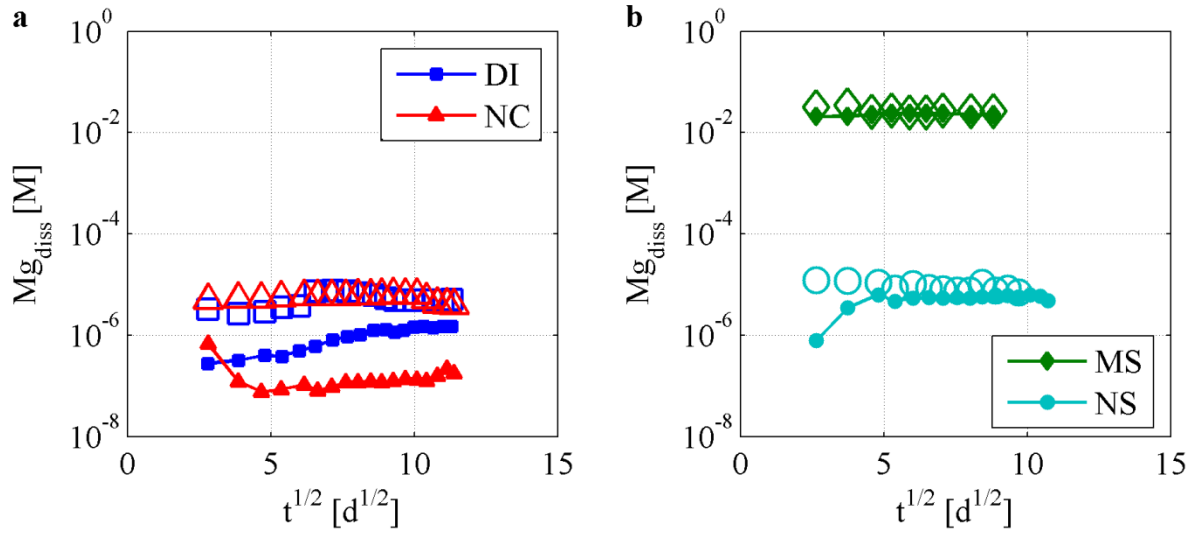 a
10^0
10^-2
10^-4
10^-6
10^-8
Mg_diss [M]
DI
NC
0 5 10 15
t^1/2 [d^1/2]
b
10^0
10^-2
10^-4
10^-6
10^-8
Mg_diss [M]
MS
NS
0 5 10 15
t^1/2 [d^1/2]